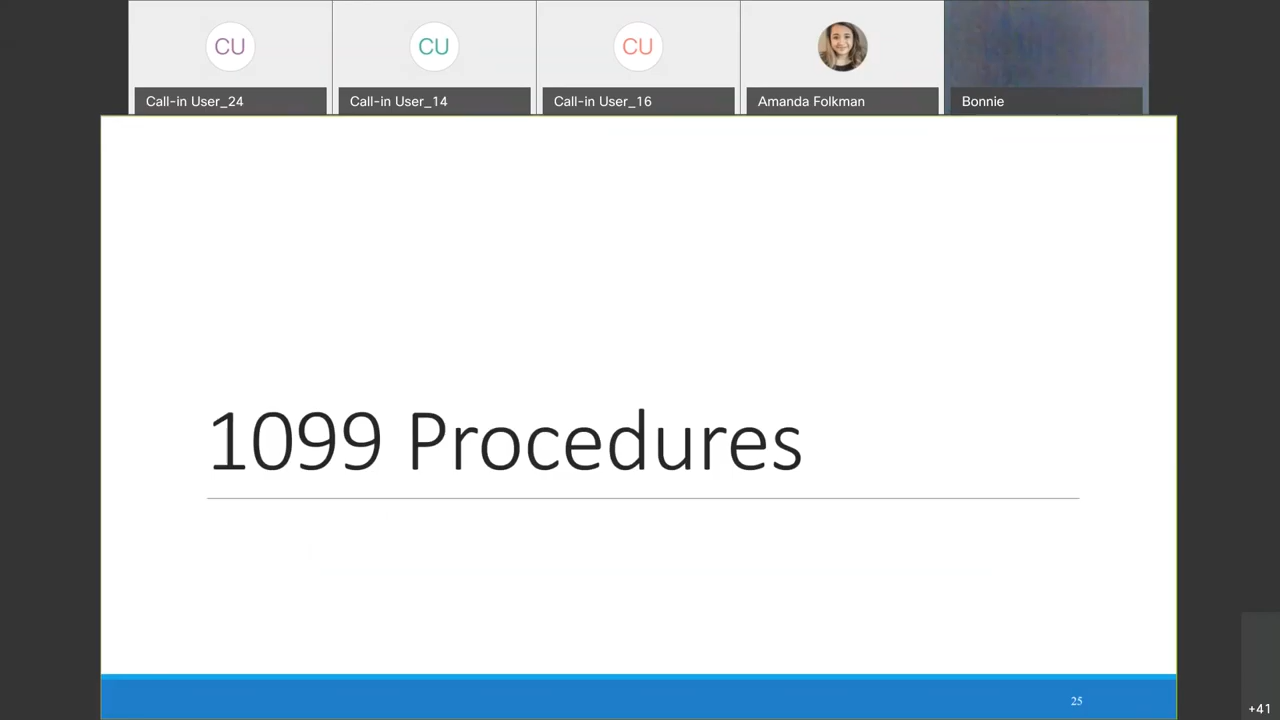 CU
CU
CU
Call-in User_24
Call-in User_14
Call-in User_16
Amanda Folkman
Bonnie
1099 Procedures
25
+41